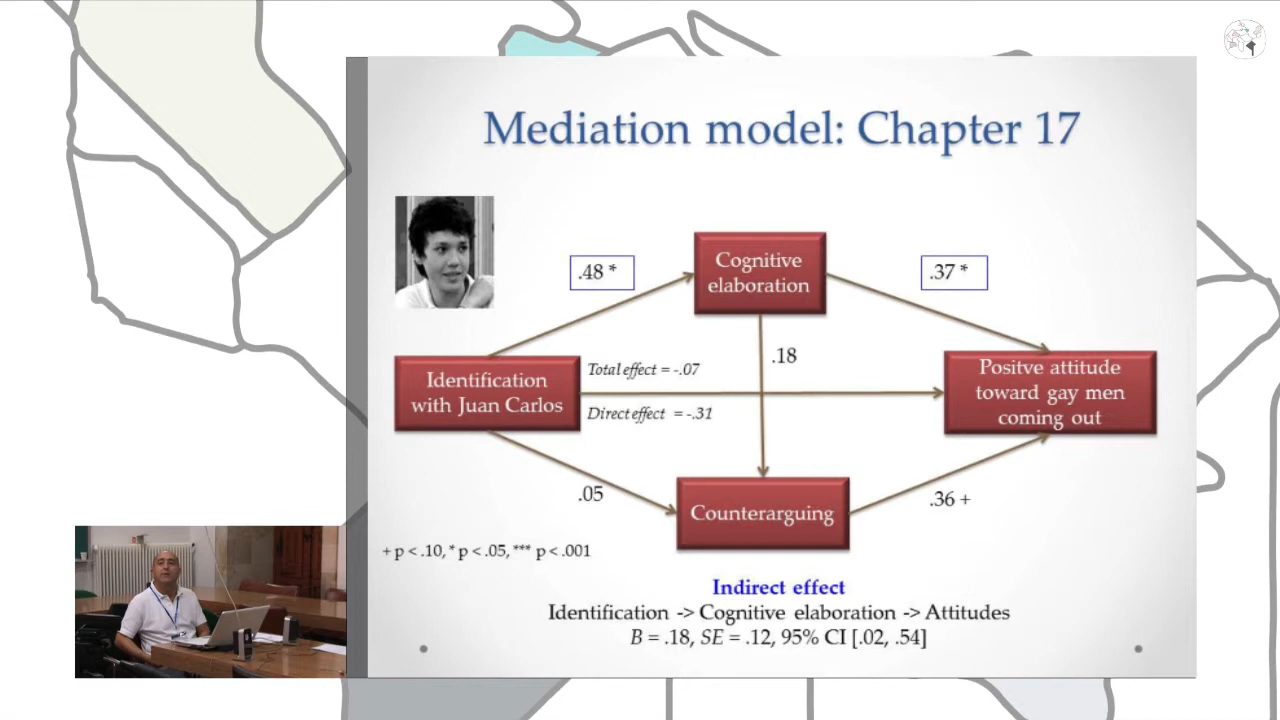 Mediation model: Chapter 17
.48 *
Cognitive
elaboration
.37 *
.18
Total effect = -.07
Identification
with Juan Carlos
Direct effect = -.31
Positve attitude
toward gay men
coming out
.05
Counterarguing
.36 +
+ p < .10, * p < .05, *** p < .001
Indirect effect
Identification -> Cognitive elaboration -> Attitudes
B = .18, SE = .12, 95% CI [.02, .54]